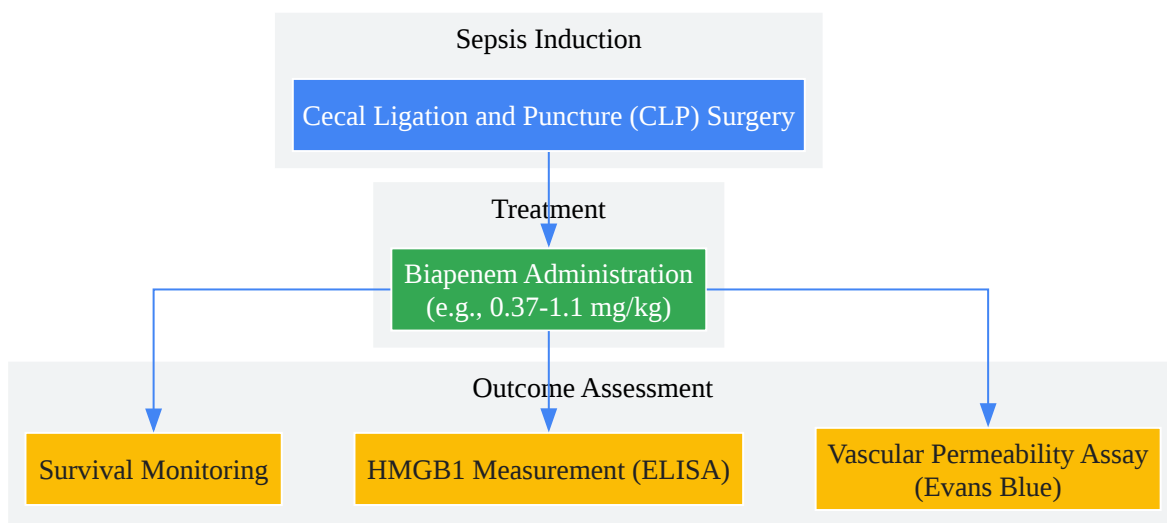 Sepsis Induction
Cecal Ligation and Puncture (CLP) Surgery
Treatment
Biapenem Administration
(e.g., 0.37-1.1 mg/kg)
Outcome Assessment
Survival Monitoring
HMGB1 Measurement (ELISA)
Vascular Permeability Assay
(Evans Blue)